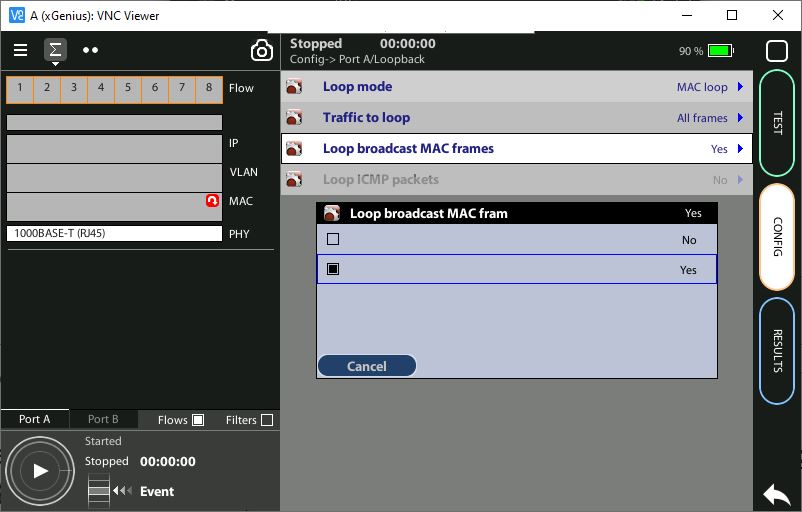 A (xGenius): VNC Viewer
Stopped 00:00:00
Config-> Port A/Loopback
90 %
1 2 3 4 5 6 7 8 Flow
IP
VLAN
MAC
1000BASE-T (RJ45) PHY
Loop mode MAC loop
Traffic to loop All frames
Loop broadcast MAC frames Yes
Loop ICMP packets No
Loop broadcast MAC fram Yes
No
Yes
Cancel
TEST
CONFIG
RESULTS
Port A Port B Flows Filters
Started
Stopped 00:00:00
Event